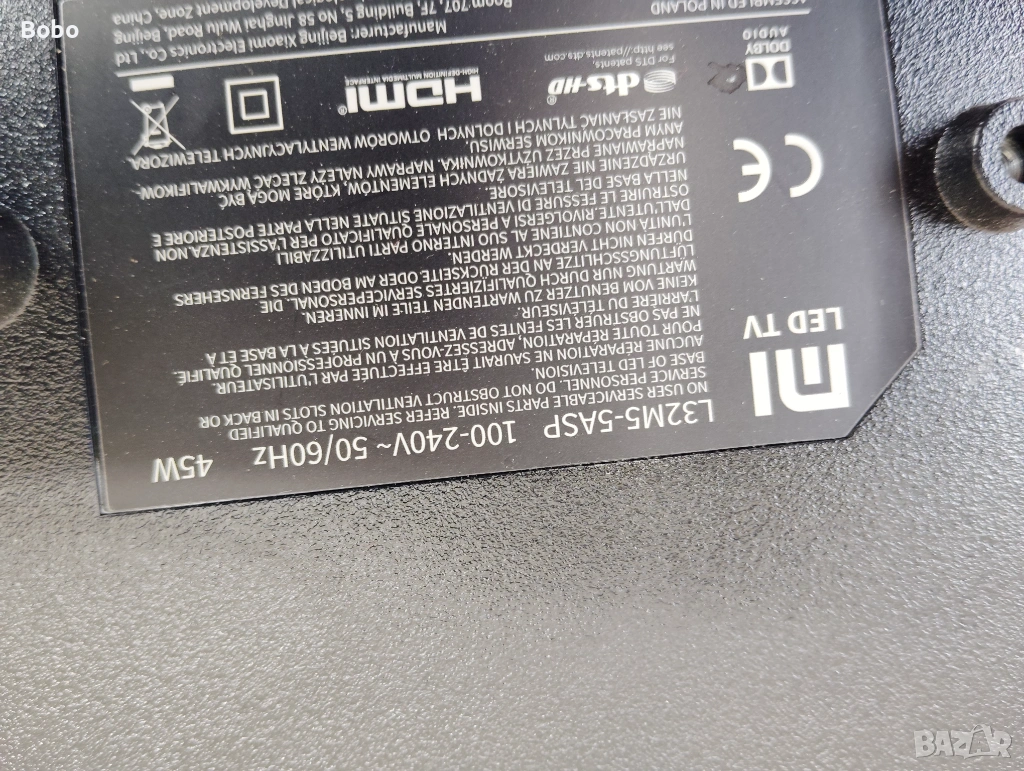 Bobo
MI
LED TV
L32M5-5ASP 100-240V~ 50/60Hz 45W
NO USER SERVICEABLE PARTS INSIDE. REFER SERVICING TO QUALIFIED
SERVICE PERSONNEL. DO NOT OBSTRUCT VENTILATION SLOTS IN BACK OR
BASE OF LED TELEVISION.
AUCUNE RÉPARATION NE SAURAIT ÊTRE EFFECTUÉE PAR L'UTILISATEUR.
POUR TOUTE RÉPARATION, ADRESSEZ-VOUS À UN PROFESSIONNEL QUALIFIÉ.
NE PAS OBSTRUER LES FENTES DE VENTILATION SITUÉES À LA BASE ET À
L'ARRIÈRE DU TÉLÉVISEUR.
KEINE VOM BENUTZER ZU WARTENDEN TEILE IM INNEREN.
WARTUNG NUR DURCH QUALIFIZIERTES SERVICEPERSONAL. DIE
LÜFTUNGSSCHLITZE AN DER RÜCKSEITE ODER AM BODEN DES FERNSEHERS
DÜRFEN NICHT VERDECKT WERDEN.
L'UNITÀ NON CONTIENE AL SUO INTERNO PARTI UTILIZZABILI
DALL'UTENTE. RIVOLGERSI A PERSONALE QUALIFICATO PER L'ASSISTENZA. NON
OSTRUIRE LE FESSURE DI VENTILAZIONE SITUATE NELLA PARTE POSTERIORE E
NELLA BASE DEL TELEVISORE.
URZĄDZENIE NIE ZAWIERA ŻADNYCH ELEMENTÓW, KTÓRE MOGĄ BYĆ
NAPRAWIANE PRZEZ UŻYTKOWNIKA. NAPRAWY NALEŻY ZLECAĆ WYKWALIFIKOW-
ANYM PRACOWNIKOM SERWISU.
NIE ZASŁANIAĆ TYLNYCH I DOLNYCH OTWORÓW WENTYLACYJNYCH TELEWIZORA.
CE
DOLBY
AUDIO
dts-HD®
For DTS patents,
see http://patents.dts.com
HDMI®
HIGH-DEFINITION MULTIMEDIA INTERFACE
ASSEMBLED IN POLAND
Manufacturer: Beijing Xiaomi Electronics Co., Ltd
Room 707, 7F, Building 5, No 58 Jinghai Wulu Road, Beijing
Development Zone, China
BAZAR